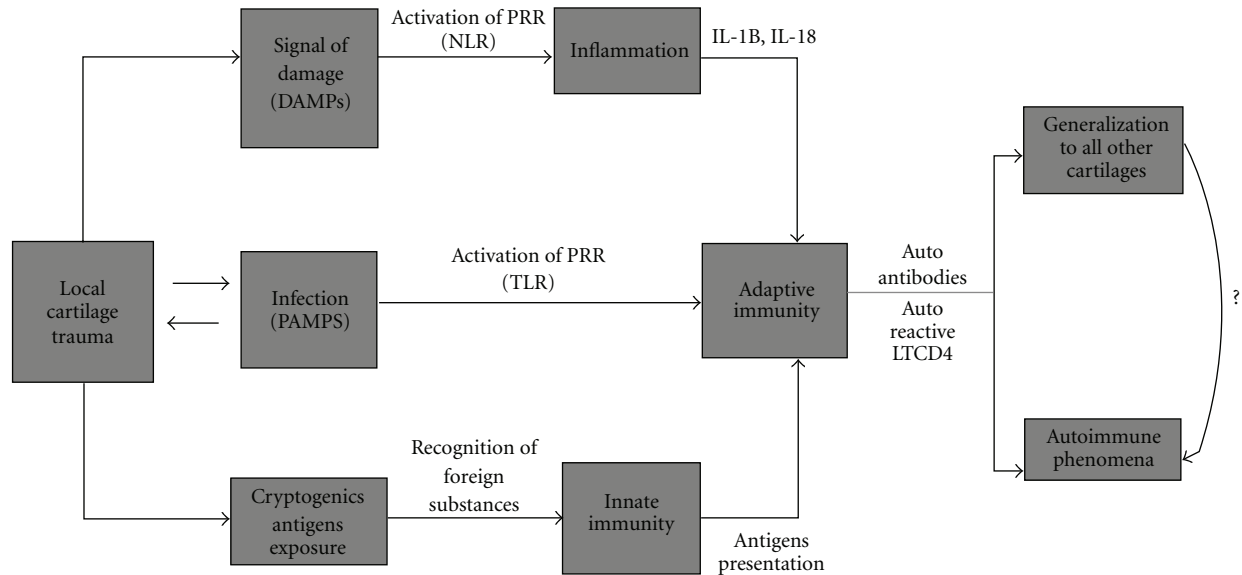 Activation of PRR
(NLR)
Signal of
damage
(DAMPs)
Inflammation
IL-1B, IL-18
Generalization
to all other
cartilages
Local
cartilage
trauma
Infection
(PAMPS)
Activation of PRR
(TLR)
Adaptive
immunity
Auto
antibodies
Auto
reactive
LTCD4
?
Autoimmune
phenomena
Cryptogenics
antigens
exposure
Recognition of
foreign
substances
Innate
immunity
Antigens
presentation